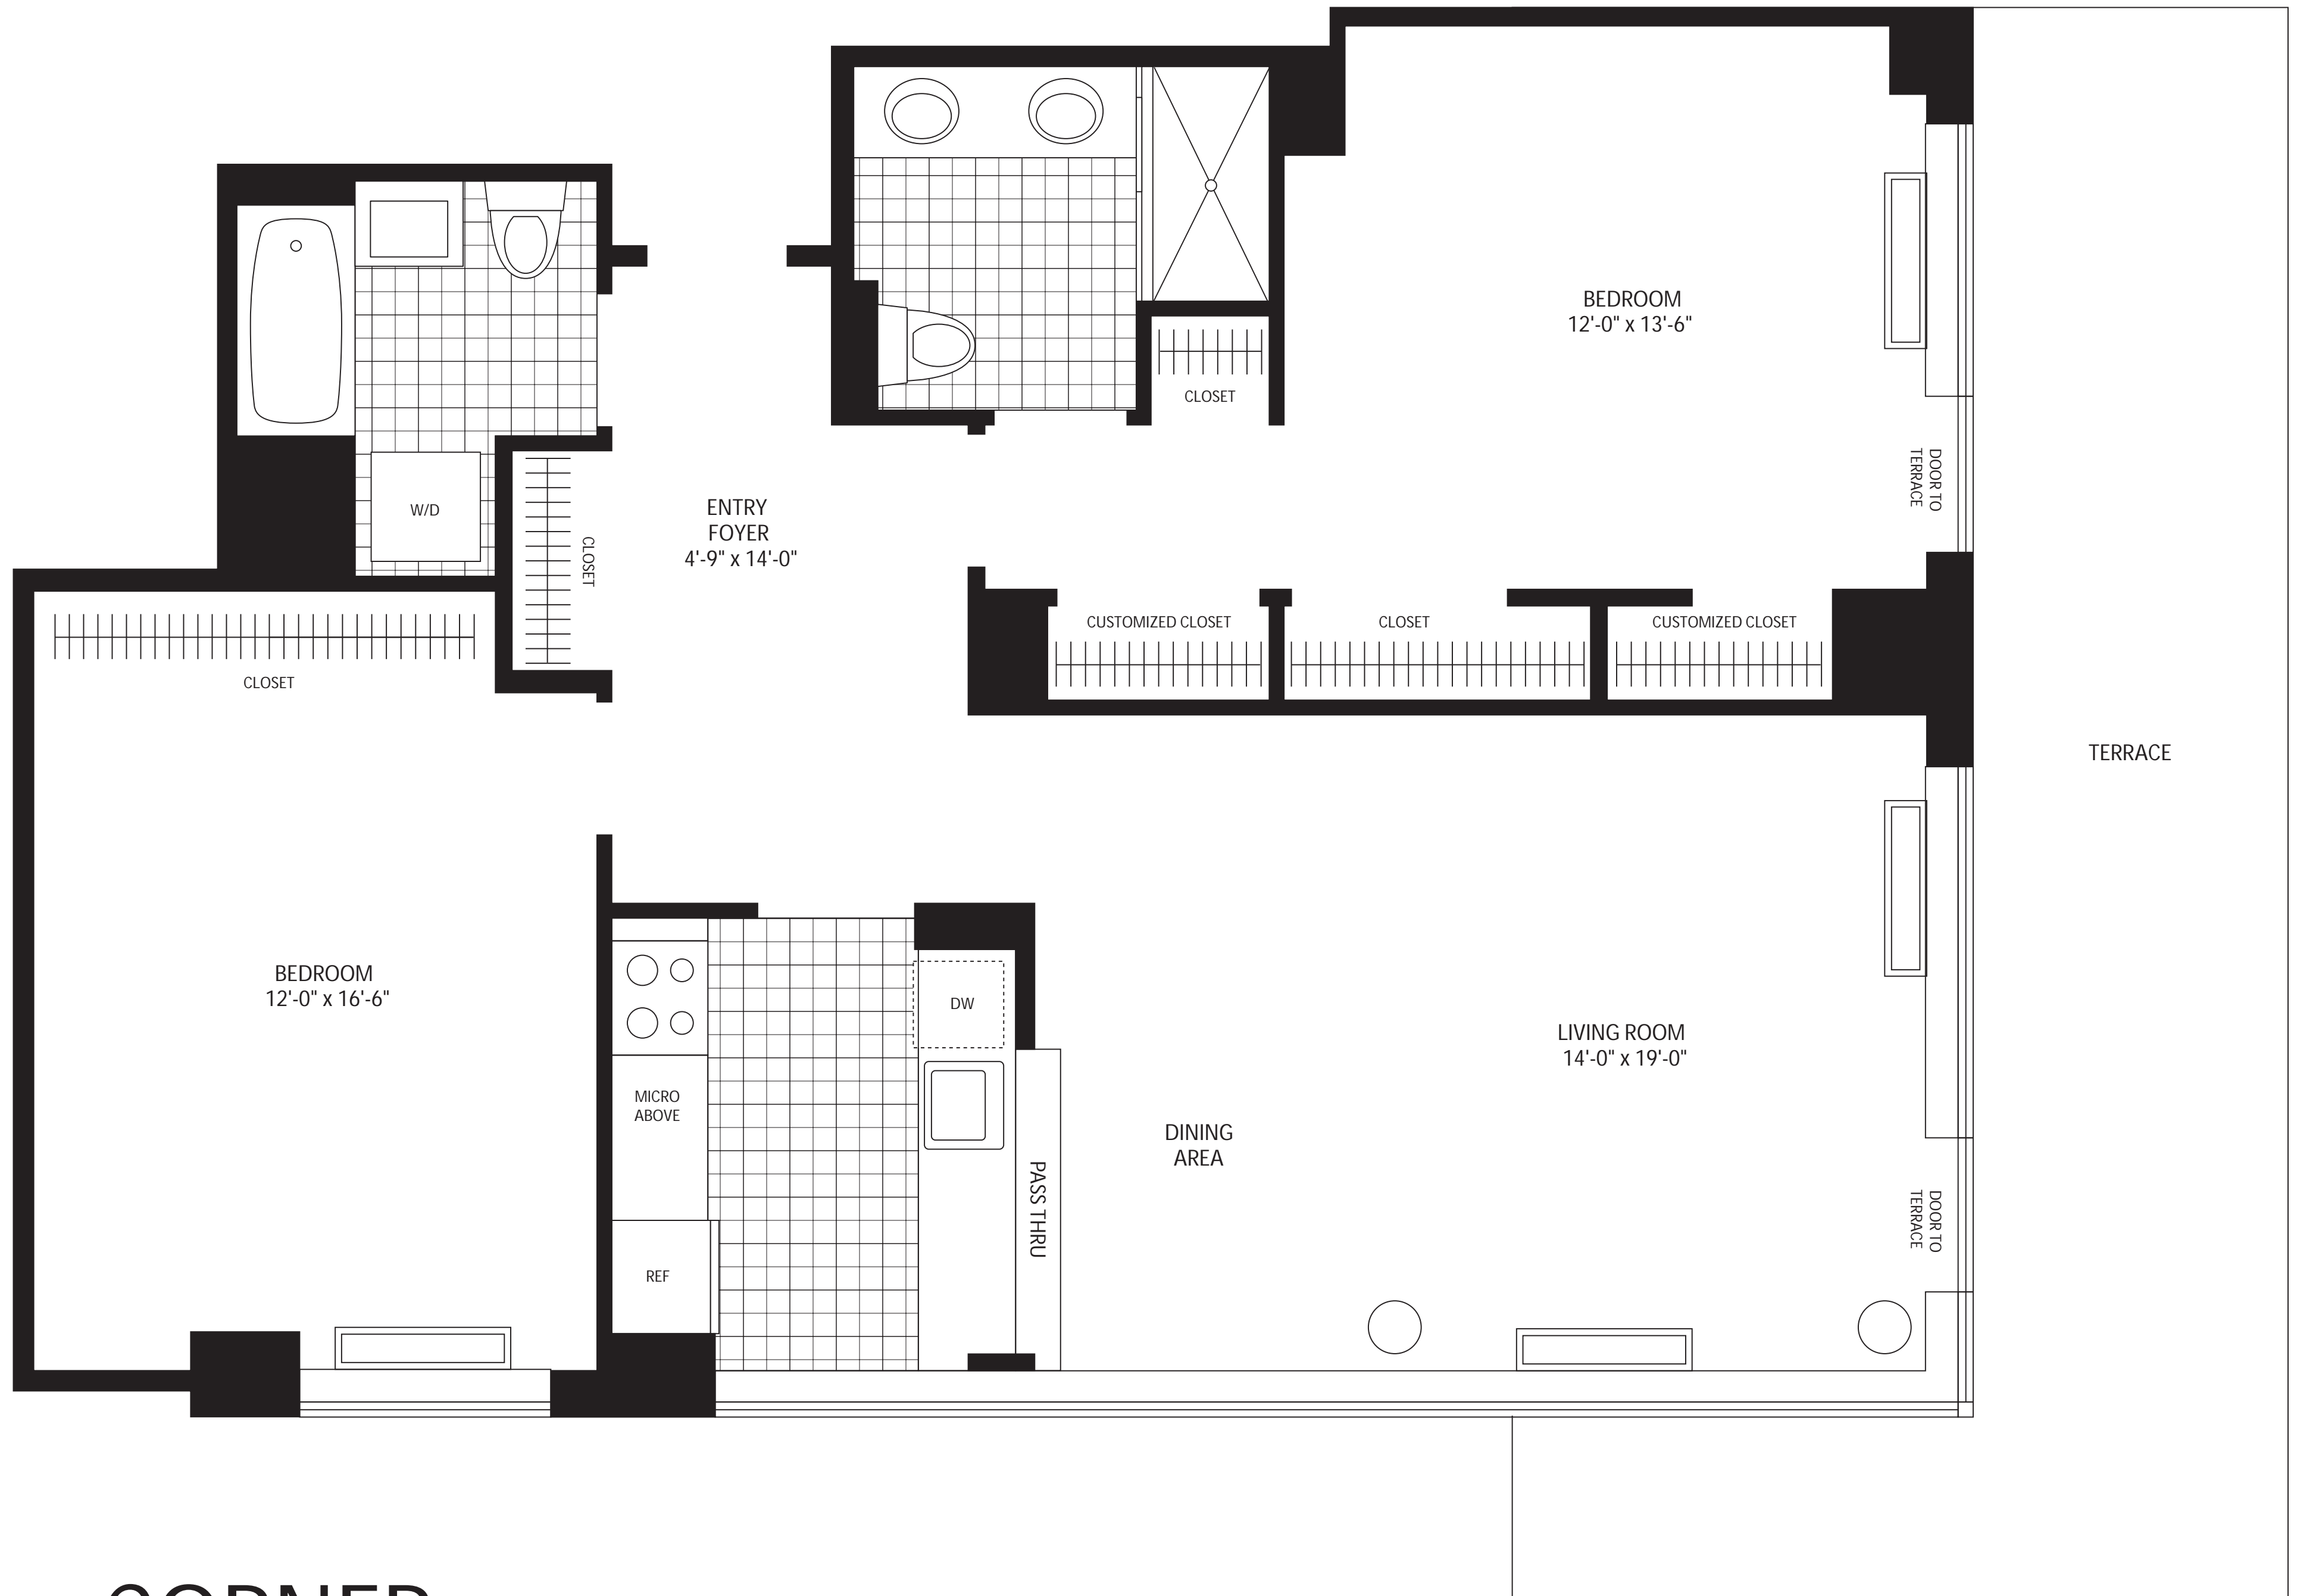 BEDROOM
12'-0" x 13'-6"
CLOSET
DOOR TO
TERRACE
W/D
ENTRY
FOYER
4'-9" x 14'-0"
CLOSET
CUSTOMIZED CLOSET
CLOSET
CUSTOMIZED CLOSET
CLOSET
TERRACE
BEDROOM
12'-0" x 16'-6"
DW
LIVING ROOM
14'-0" x 19'-0"
MICRO
ABOVE
DINING
AREA
PASS THRU
DOOR TO
TERRACE
REF
CORNER